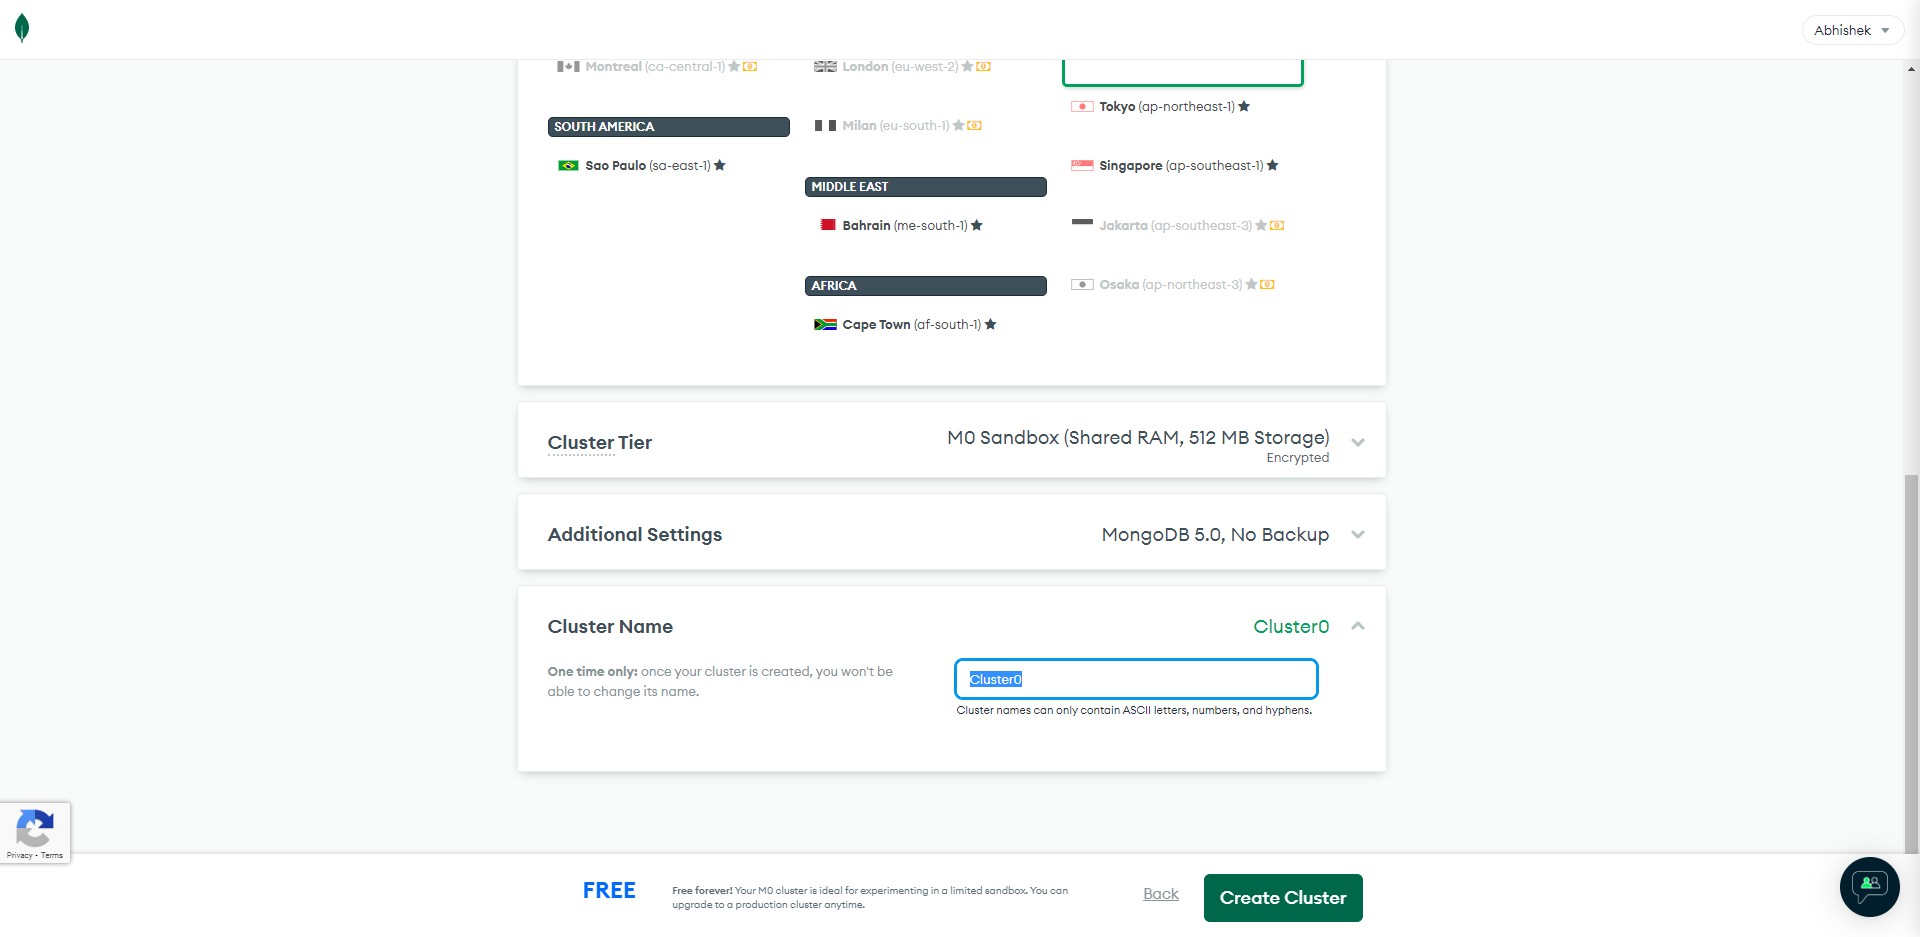 Abhishek
Montreal (ca-central-1)
SOUTH AMERICA
Sao Paulo (sa-east-1)
London (eu-west-2)
Milan (eu-south-1)
MIDDLE EAST
Bahrain (me-south-1)
AFRICA
Cape Town (af-south-1)
Tokyo (ap-northeast-1)
Singapore (ap-southeast-1)
Jakarta (ap-southeast-3)
Osaka (ap-northeast-3)
Cluster Tier
M0 Sandbox (Shared RAM, 512 MB Storage)
Encrypted
Additional Settings
MongoDB 5.0, No Backup
Cluster Name
Cluster0
One time only: once your cluster is created, you won't be
able to change its name.
Cluster0
Cluster names can only contain ASCII letters, numbers, and hyphens.
Privacy - Terms
FREE
Free forever! Your M0 cluster is ideal for experimenting in a limited sandbox. You can
upgrade to a production cluster anytime.
Back
Create Cluster